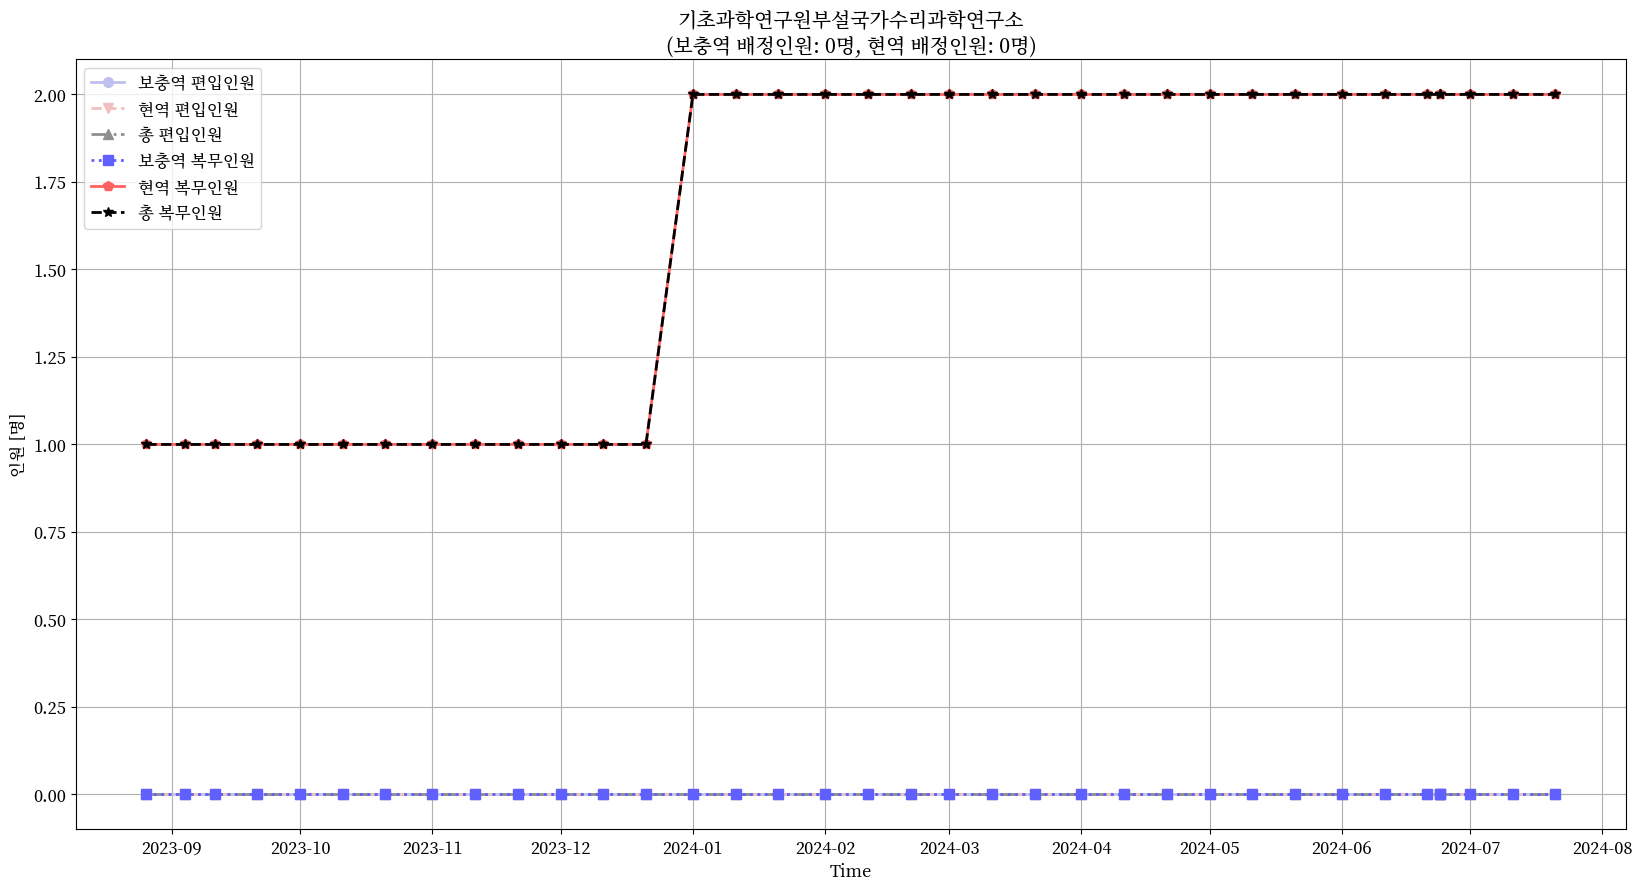 기초과학연구원부설국가수리과학연구소
(보충역 배정인원: 0명, 현역 배정인원: 0명)
보충역 편입인원
현역 편입인원
총 편입인원
보충역 복무인원
현역 복무인원
총 복무인원
2.00
1.75
1.50
1.25
1.00
0.75
0.50
0.25
0.00
인원 [명]
2023-09 2023-10 2023-11 2023-12 2024-01 2024-02 2024-03 2024-04 2024-05 2024-06 2024-07 2024-08
Time